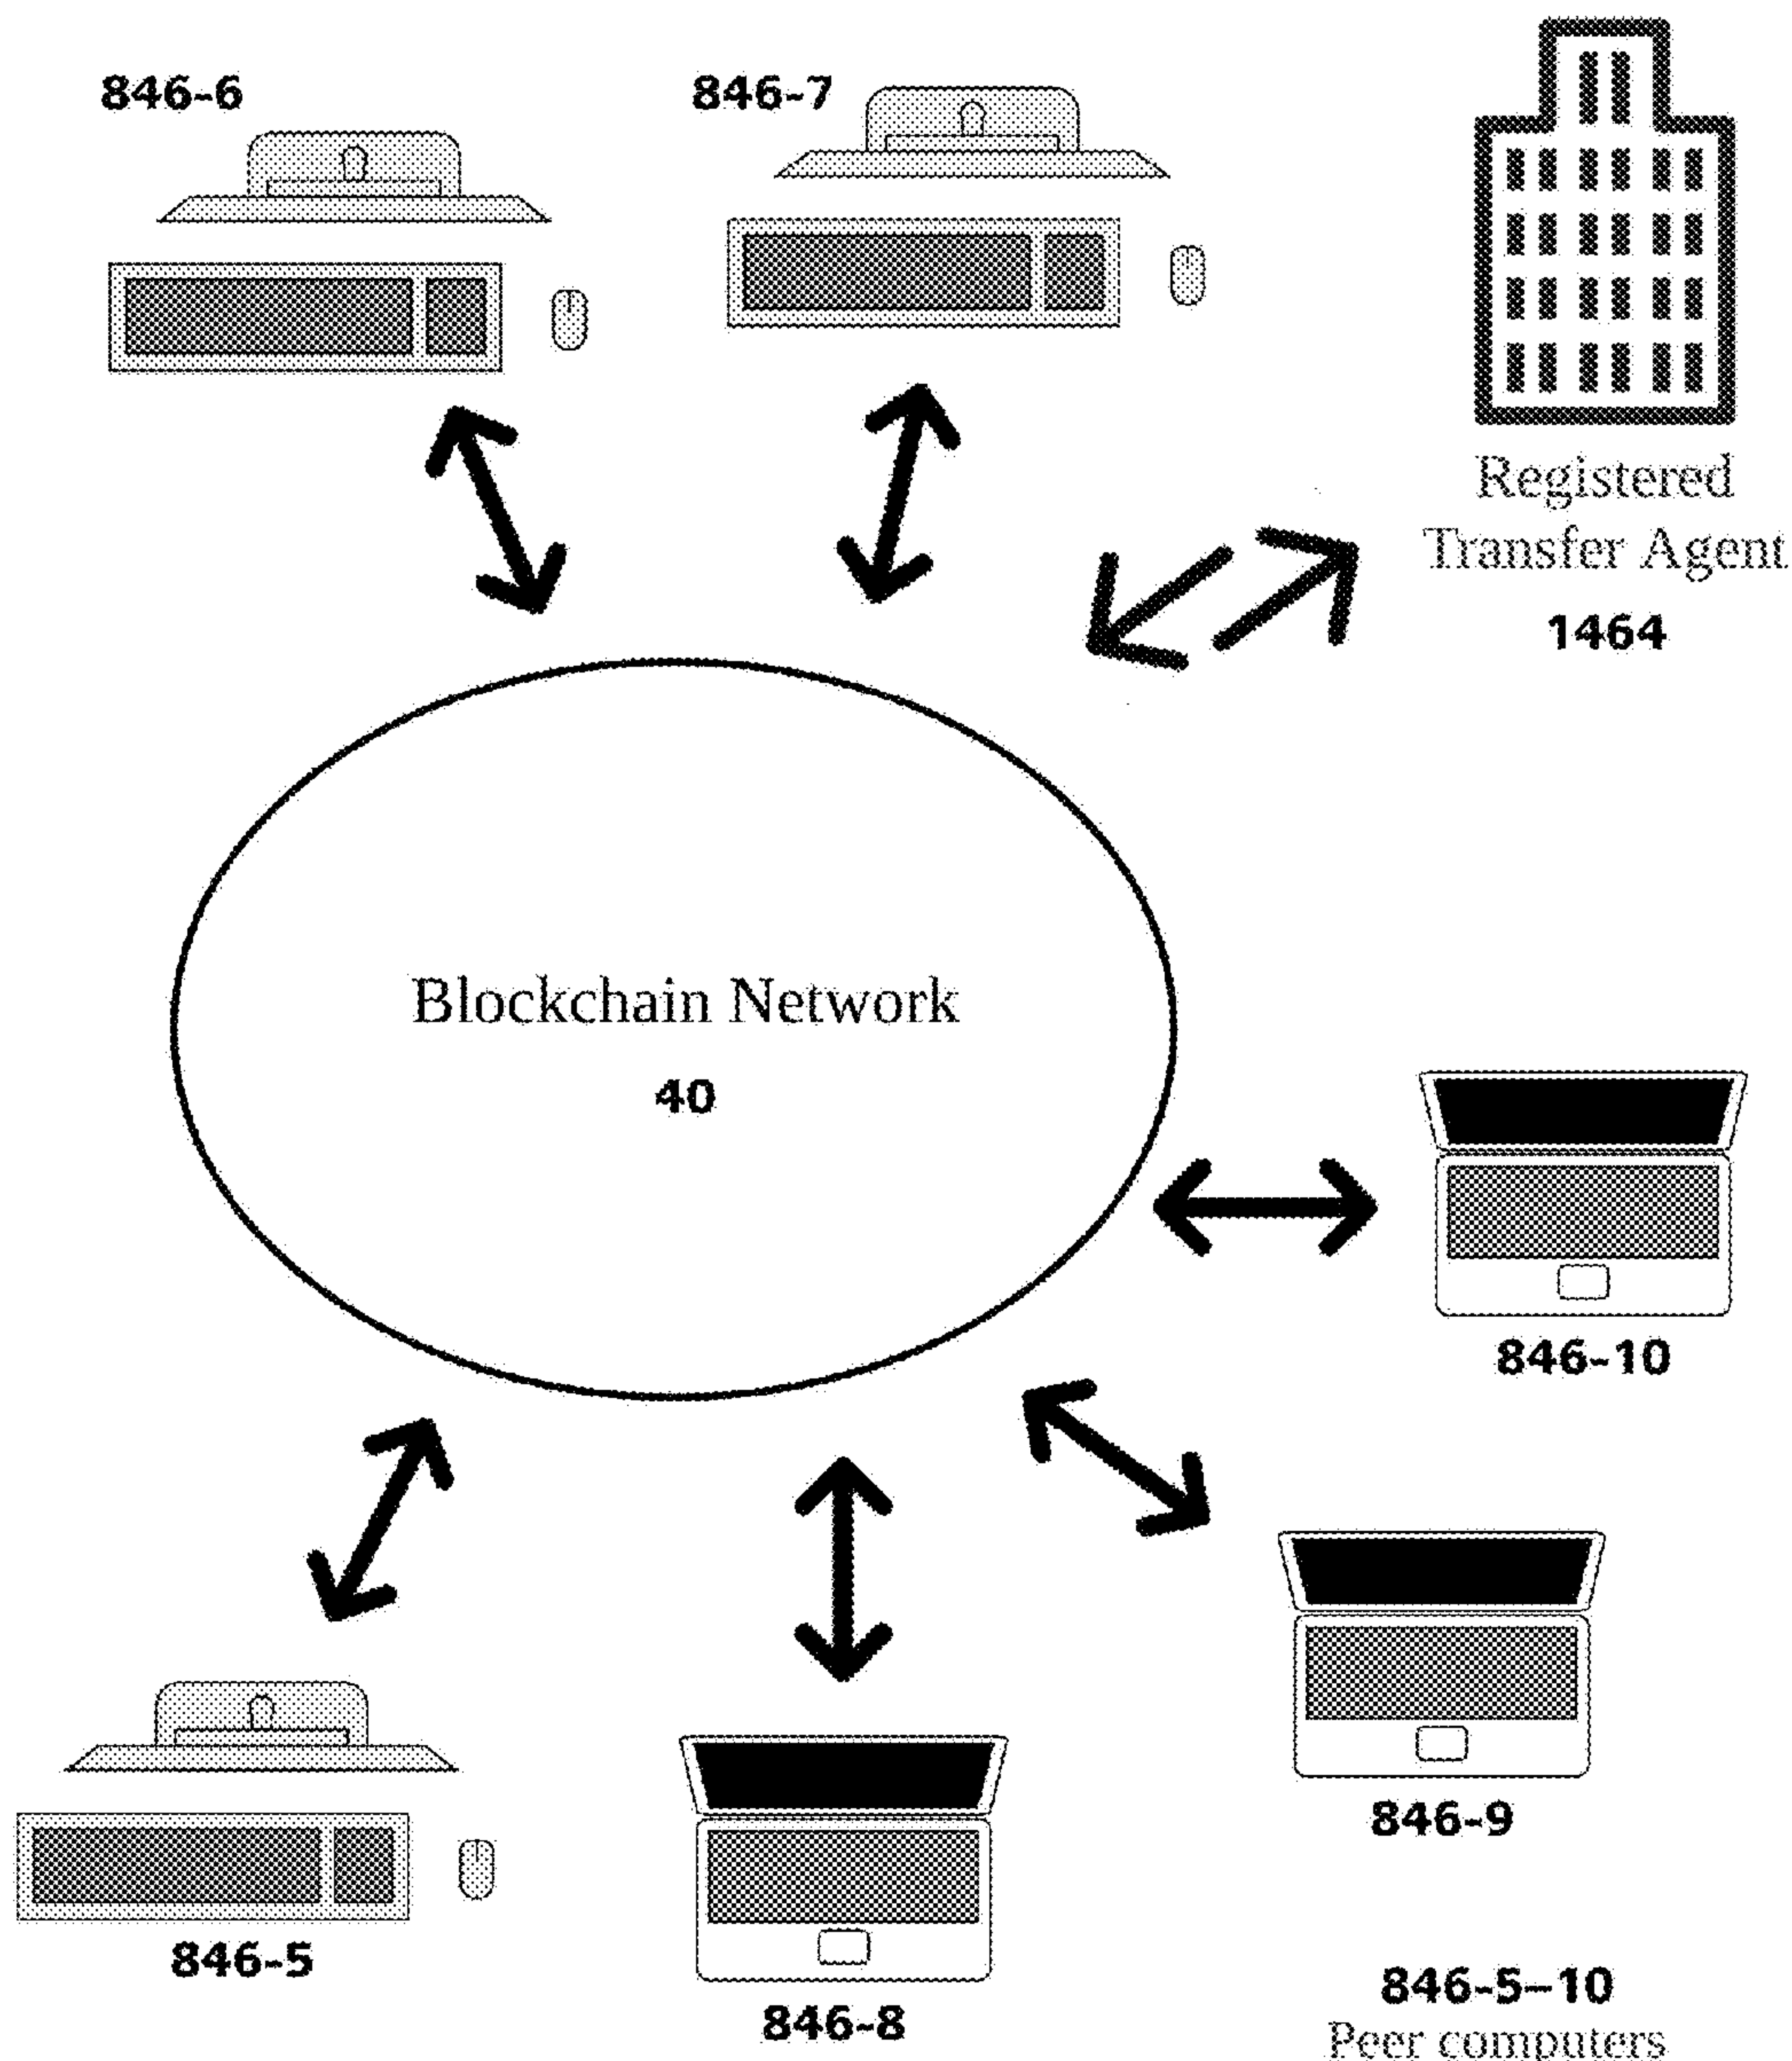 846-6
846-7
Registered
Transfer Agent
1464
Blockchain Network
40
846-10
846-9
846-5
846-8
846-5–10
Peer computers